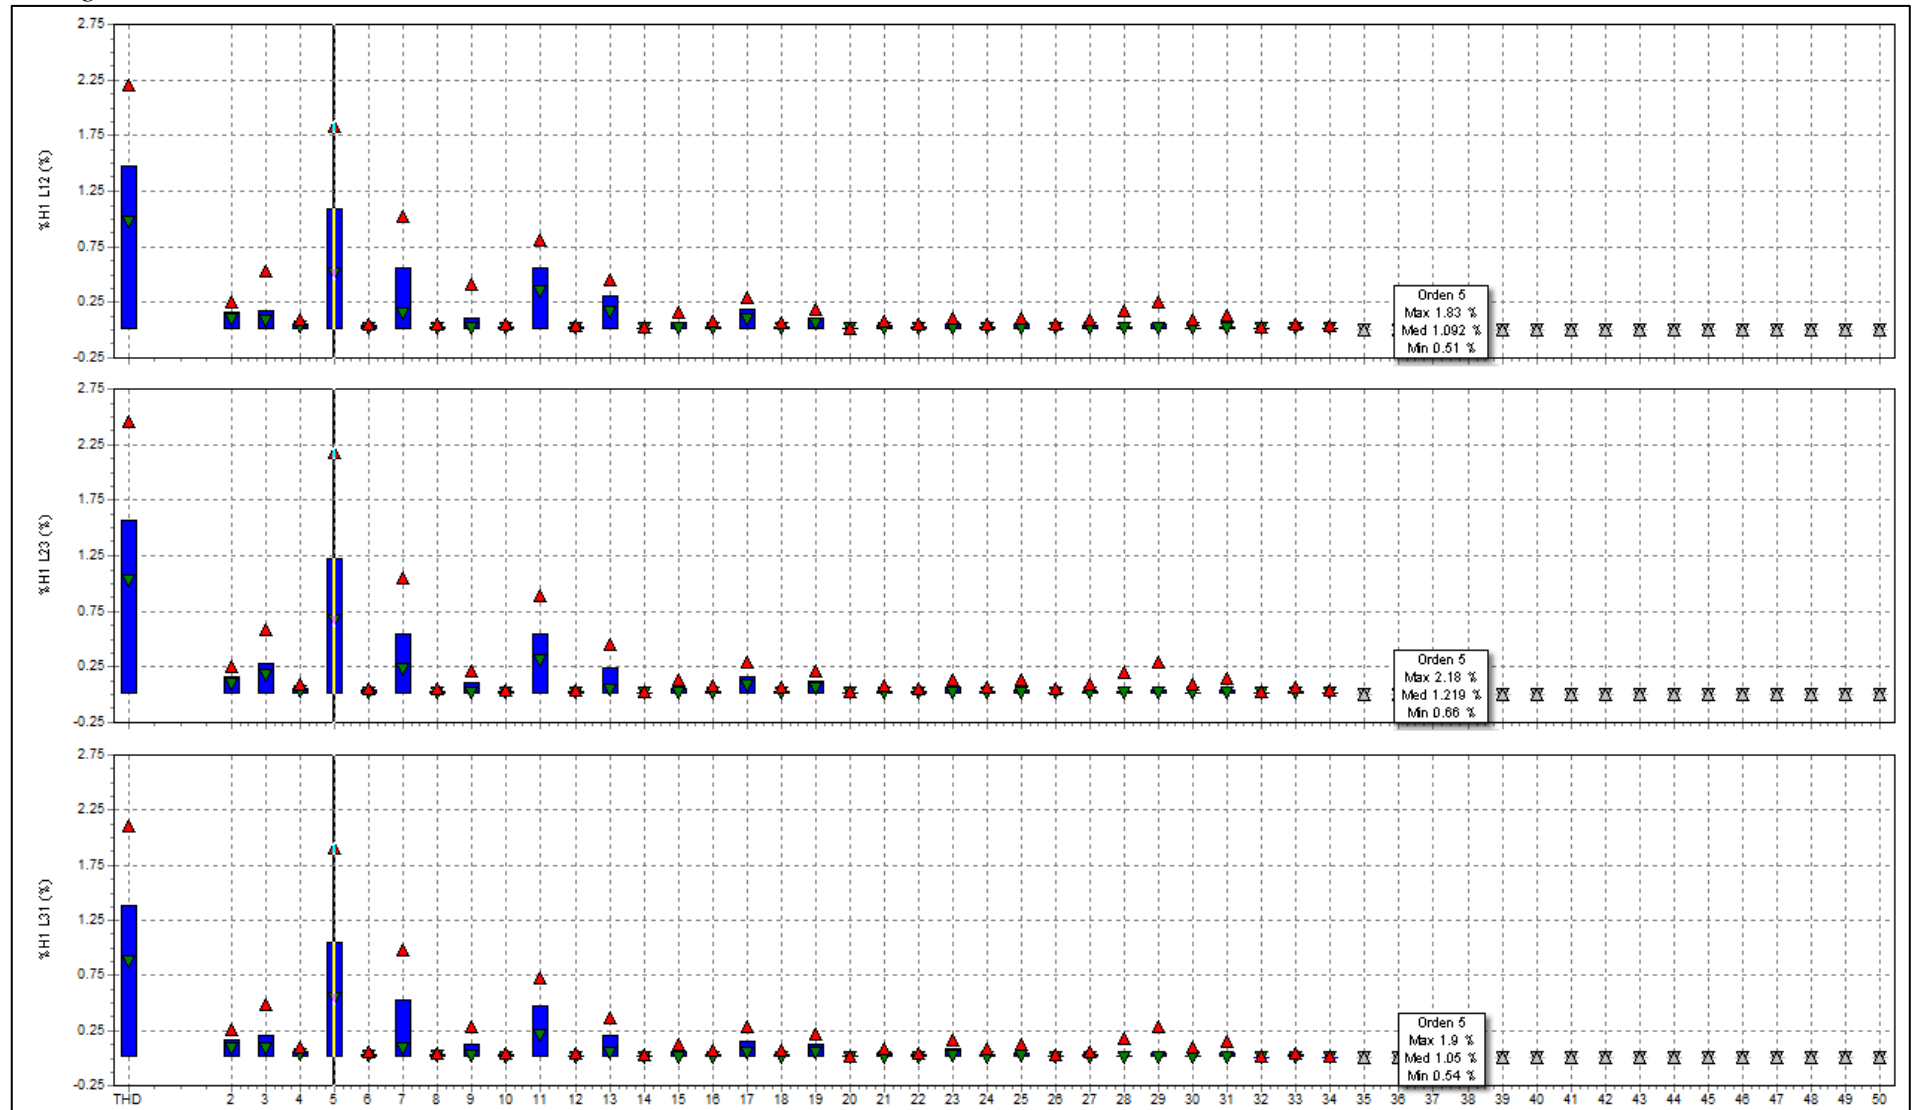 2.75
2.25
1.75
1.25
0.75
0.25
-0.25
%H1 L12 (%)
Orden 5
Max 1.83 %
Med 1.092 %
Min 0.51 %
2.75
2.25
1.75
1.25
0.75
0.25
-0.25
%H1 L23 (%)
Orden 5
Max 2.18 %
Med 1.219 %
Min 0.66 %
2.75
2.25
1.75
1.25
0.75
0.25
-0.25
%H1 L31 (%)
Orden 5
Max 1.9 %
Med 1.05 %
Min 0.54 %
THD 2 3 4 5 6 7 8 9 10 11 12 13 14 15 16 17 18 19 20 21 22 23 24 25 26 27 28 29 30 31 32 33 34 35 36 37 38 39 40 41 42 43 44 45 46 47 48 49 50